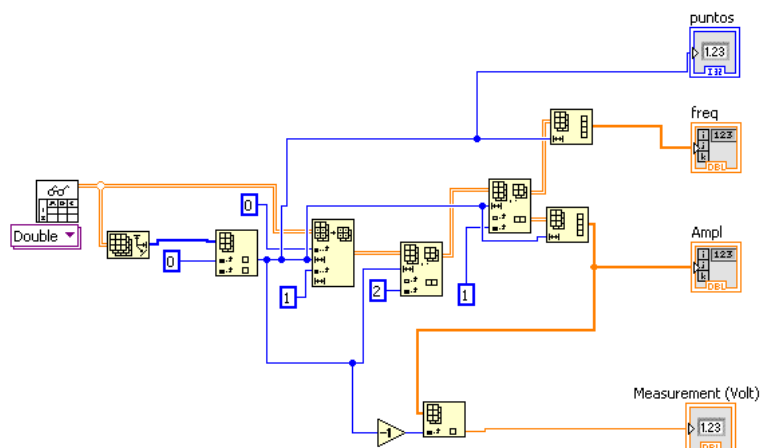 puntos
1.23
I32
freq
i
j
k
123
DBL
0
Double
0
1
2
1
Ampl
i
j
k
123
DBL
Measurement (Volt)
-1
1.23
DBL